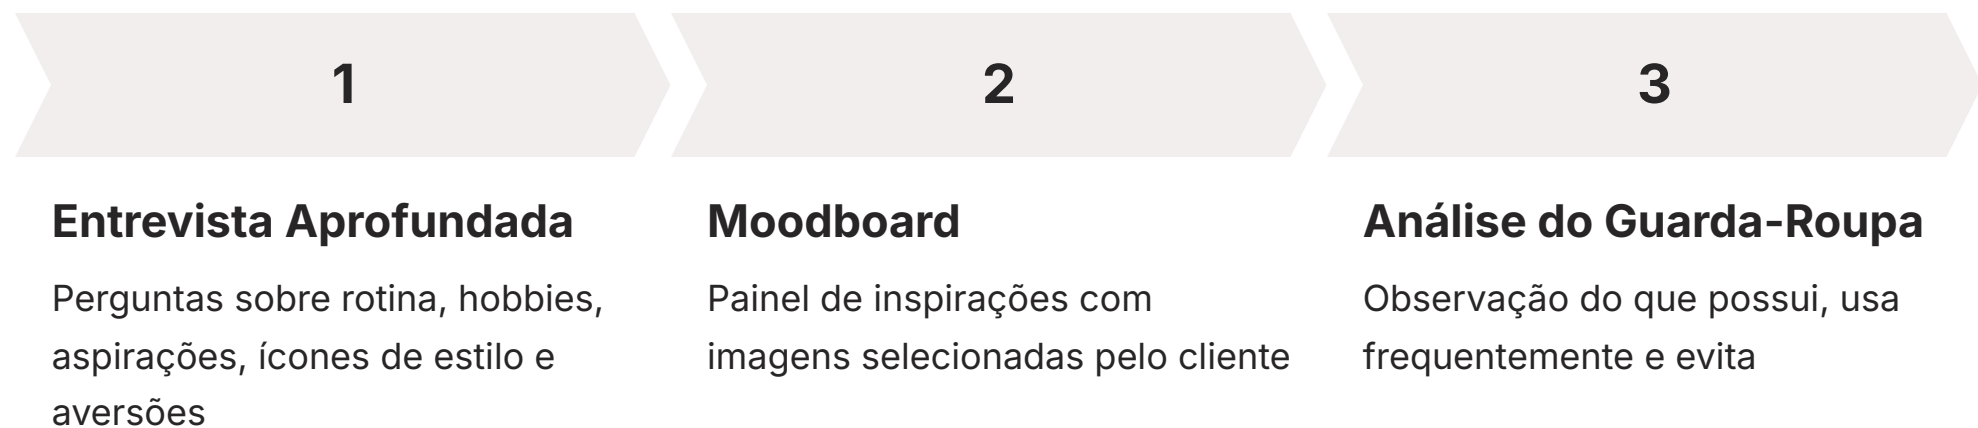 1
Entrevista Aprofundada
Perguntas sobre rotina, hobbies,
aspirações, ícones de estilo e
aversões
2
Moodboard
Painel de inspirações com
imagens selecionadas pelo cliente
3
Análise do Guarda-Roupa
Observação do que possui, usa
frequentemente e evita